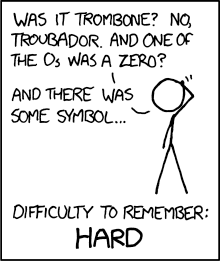 WAS IT TROMBONE? NO,
TROUBADOR. AND ONE OF
THE Os WAS A ZERO?
AND THERE WAS
SOME SYMBOL...
DIFFICULTY TO REMEMBER:
HARD